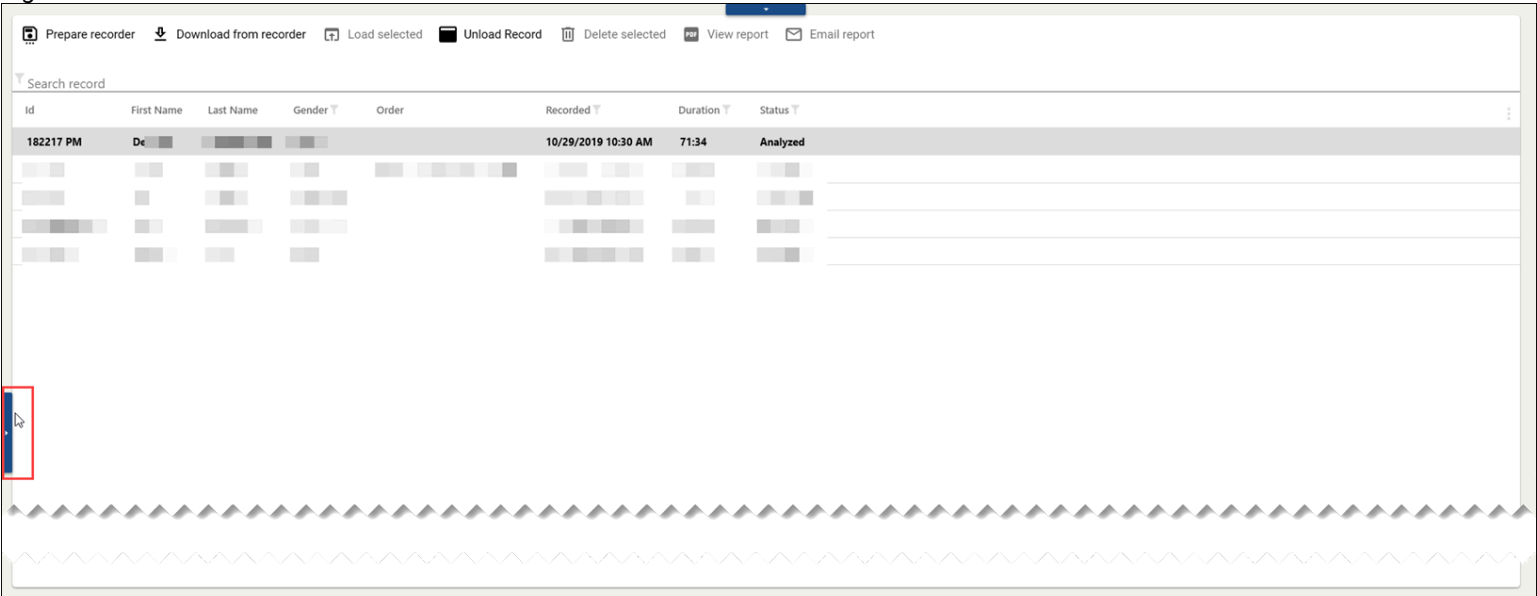 Prepare recorder Download from recorder Load selected Unload Record Delete selected PDF View report Email report
Search record
Id First Name Last Name Gender Order Recorded Duration Status
182217 PM De 10/29/2019 10:30 AM 71:34 Analyzed